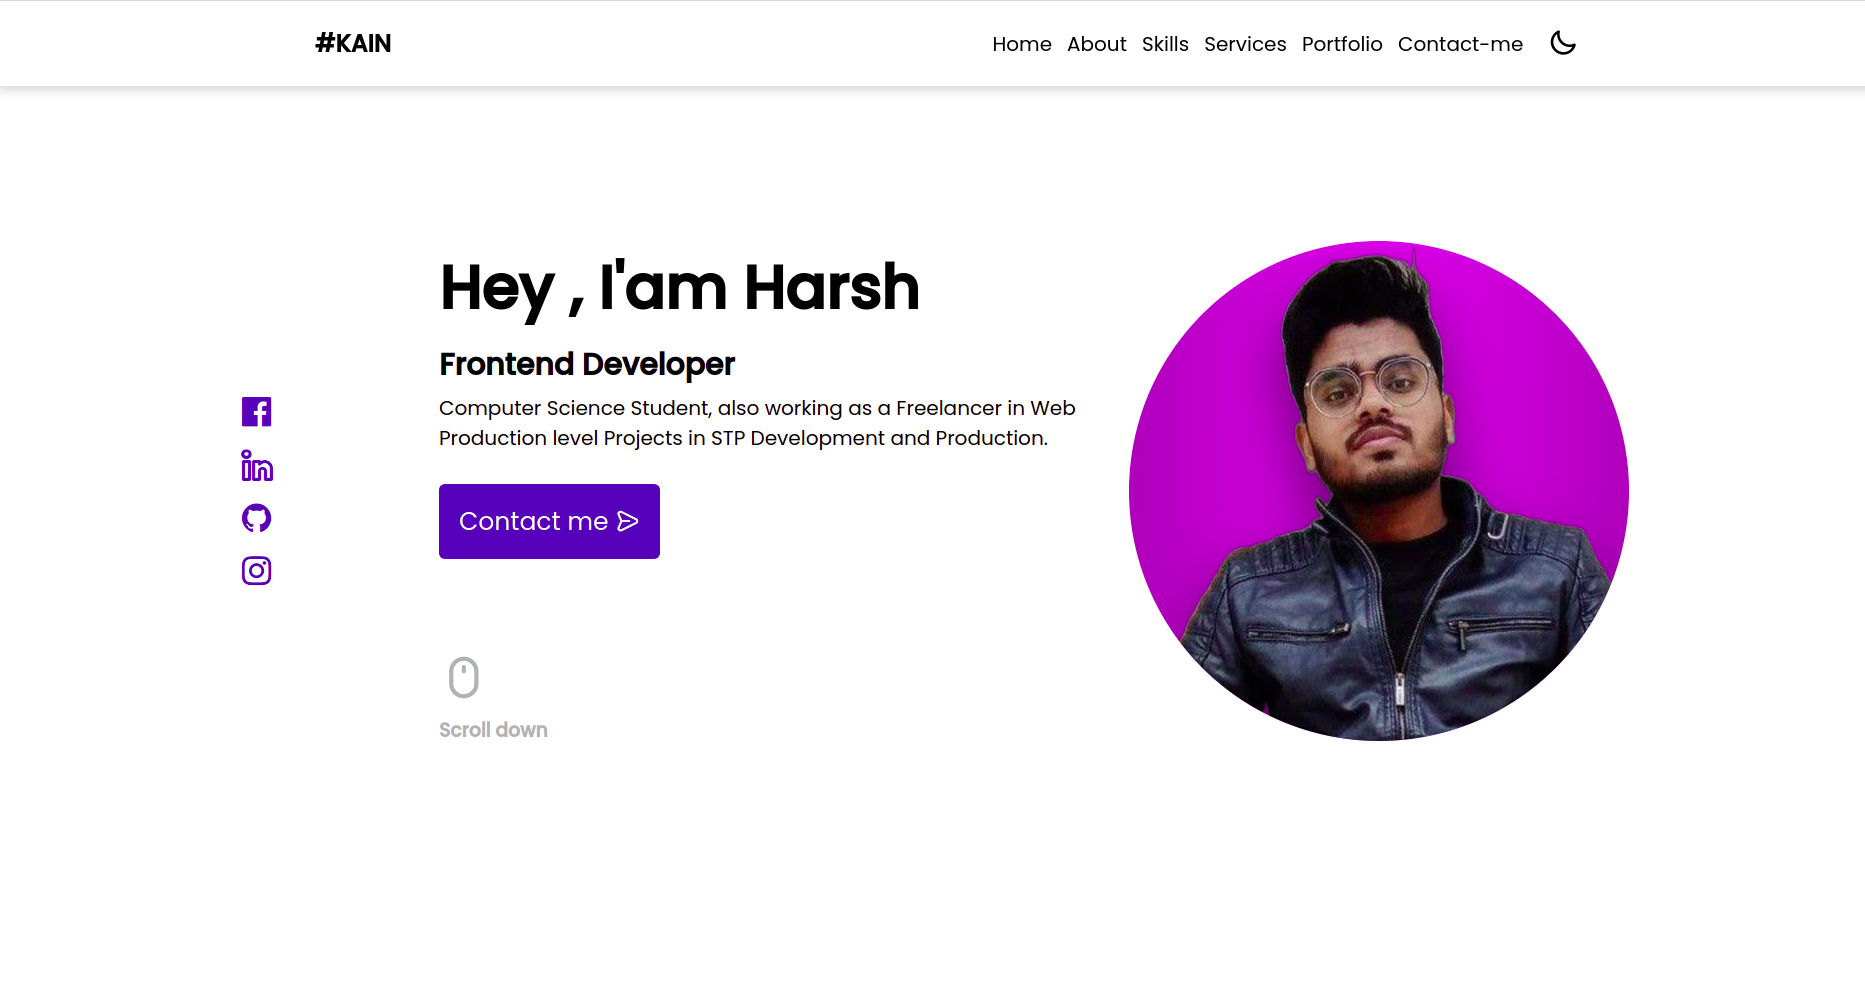 #KAIN
Home About Skills Services Portfolio Contact-me
Hey , I'am Harsh
Frontend Developer
Computer Science Student, also working as a Freelancer in Web
Production level Projects in STP Development and Production.
Contact me
Scroll down